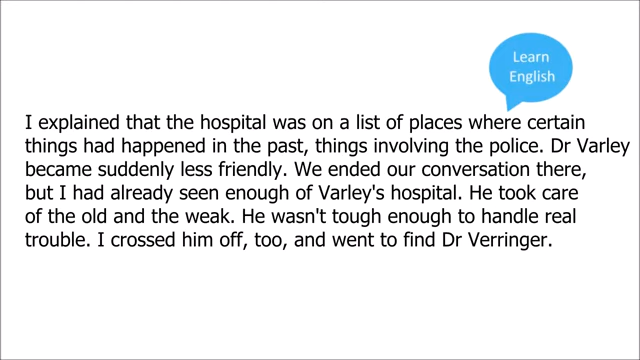 Learn
English
I explained that the hospital was on a list of places where certain
things had happened in the past, things involving the police. Dr Varley
became suddenly less friendly. We ended our conversation there,
but I had already seen enough of Varley's hospital. He took care
of the old and the weak. He wasn't tough enough to handle real
trouble. I crossed him off, too, and went to find Dr Verringer.